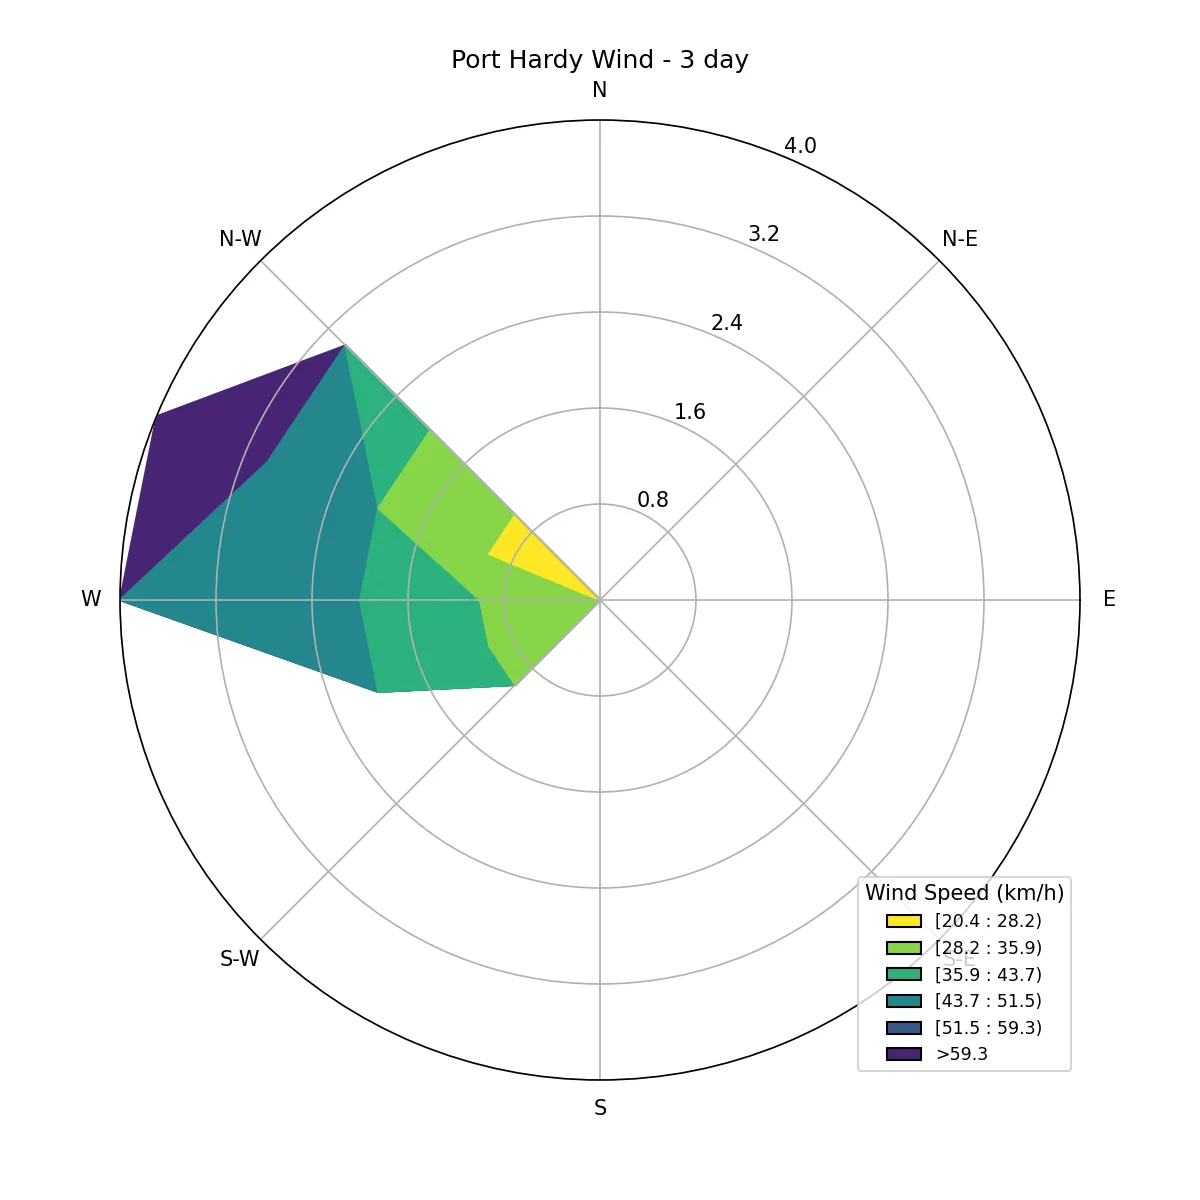 Port Hardy Wind - 3 day
N
4.0
N-W
3.2
N-E
2.4
1.6
0.8
W
E
Wind Speed (km/h)
[20.4 : 28.2)
[28.2 : 35.9)
S-W
S-E
[35.9 : 43.7)
[43.7 : 51.5)
[51.5 : 59.3)
>59.3
S